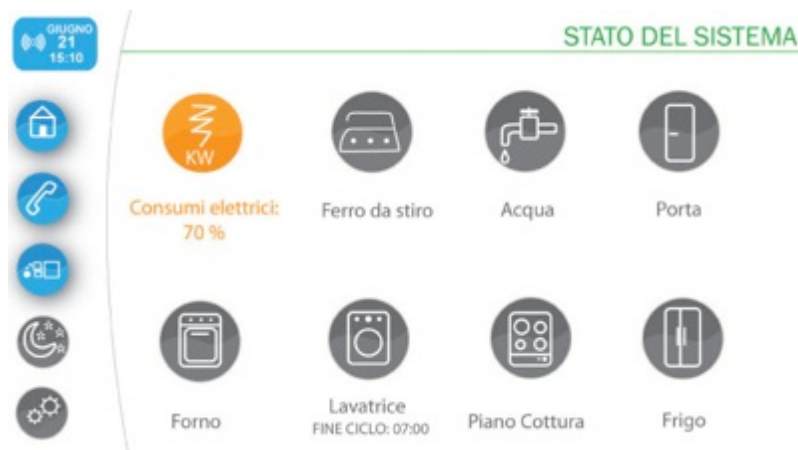 GIUGNO
21
15:10
STATO DEL SISTEMA
KW
Consumi elettrici:
70 %
Ferro da stiro
Acqua
Porta
Forno
Lavatrice
FINE CICLO: 07:00
Piano Cottura
Frigo